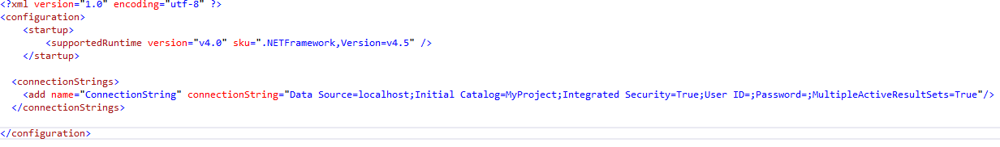 <?xml version="1.0" encoding="utf-8" ?>
<configuration>
    <startup>
        <supportedRuntime version="v4.0" sku=".NETFramework,Version=v4.5" />
    </startup>

  <connectionStrings>
    <add name="ConnectionString" connectionString="Data Source=localhost;Initial Catalog=MyProject;Integrated Security=True;User ID=;Password=;MultipleActiveResultSets=True"/>
  </connectionStrings>

</configuration>